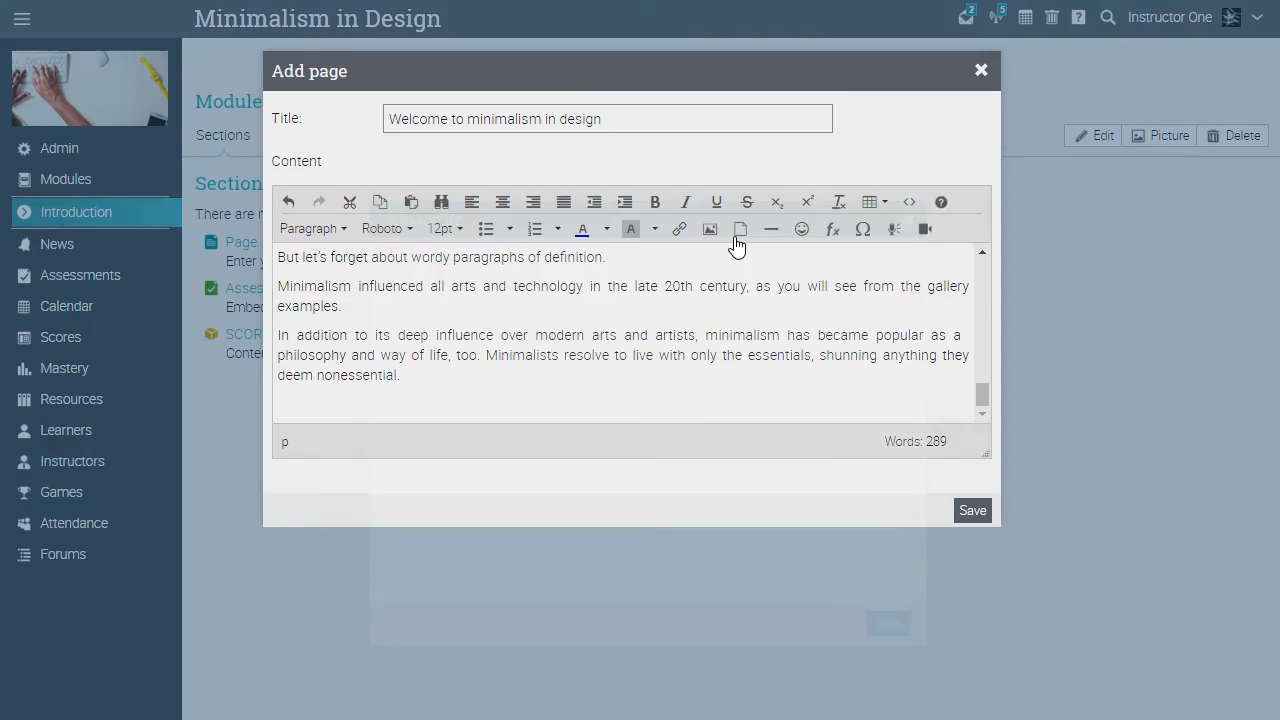 Minimalism in Design
2
5
Instructor One
Add page
Title:
Welcome to minimalism in design
Module
Sections
Edit
Picture
Delete
Content
Admin
Modules
Introduction
News
Assessments
Calendar
Scores
Mastery
Resources
Learners
Instructors
Games
Attendance
Forums
Section
There are
Page
Enter
Asses
Embed
SCOR
Conten
Paragraph
Roboto
12pt
But let's forget about wordy paragraphs of definition.
Minimalism influenced all arts and technology in the late 20th century, as you will see from the gallery
examples.
In addition to its deep influence over modern arts and artists, minimalism has became popular as a
philosophy and way of life, too. Minimalists resolve to live with only the essentials, shunning anything they
deem nonessential.
p
Words: 289
Save